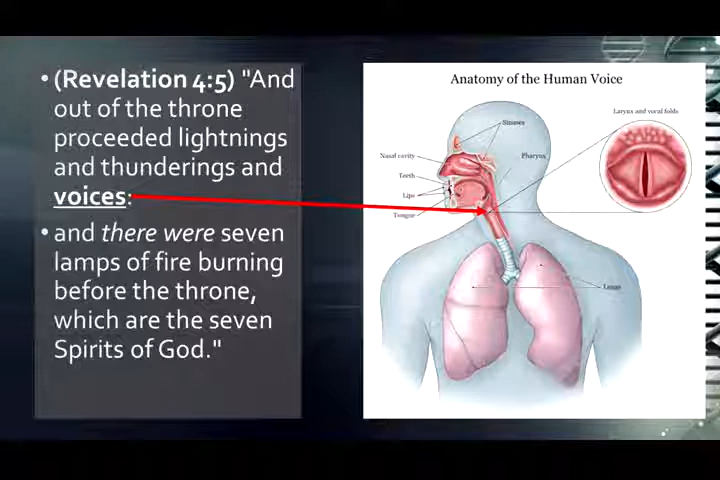 • (Revelation 4:5) "And
out of the throne
proceeded lightnings
and thunderings and
voices:
• and there were seven
lamps of fire burning
before the throne,
which are the seven
Spirits of God."
Anatomy of the Human Voice
Larynx and vocal folds
Sinuses
Nasal cavity
Pharynx
Teeth
Lips
Tongue
Lungs